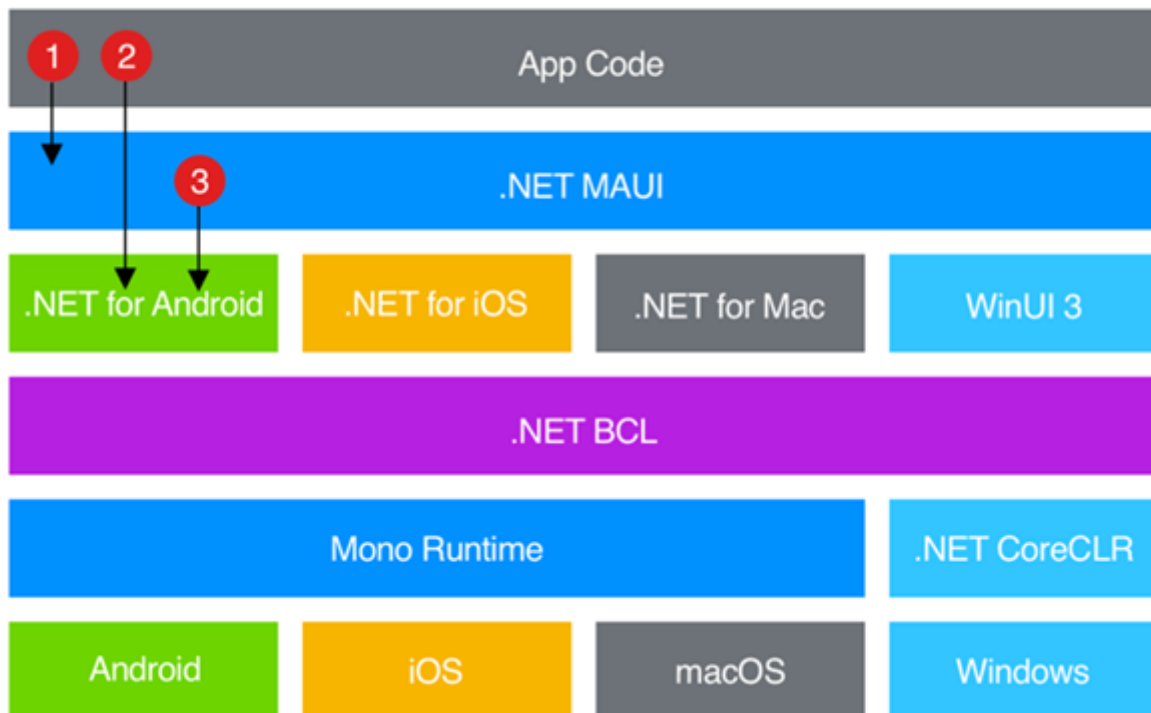 1
2
App Code
3
.NET MAUI
.NET for Android
.NET for iOS
.NET for Mac
WinUI 3
.NET BCL
Mono Runtime
.NET CoreCLR
Android
iOS
macOS
Windows